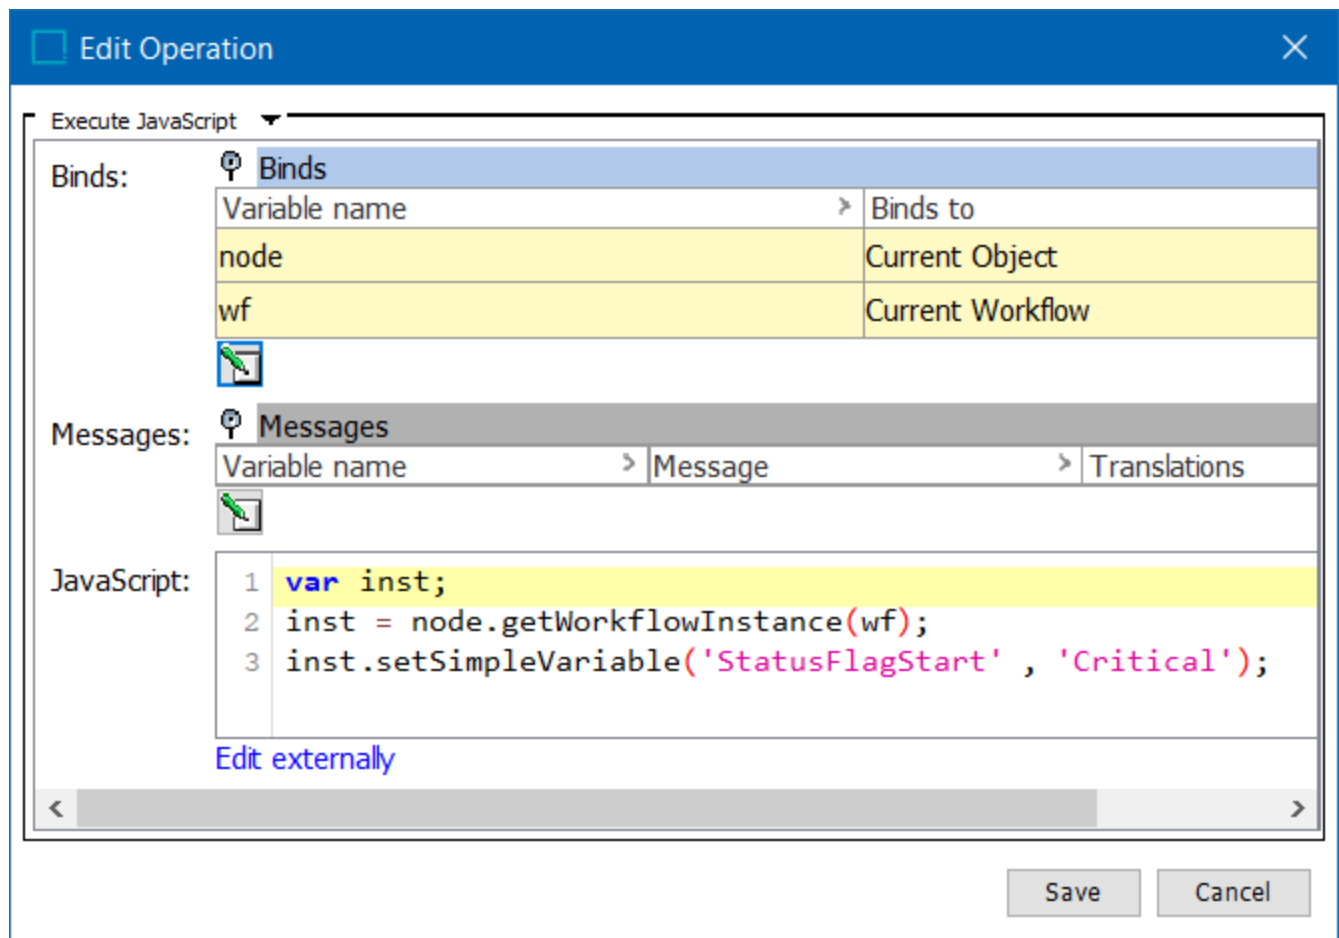 Edit Operation
Execute JavaScript
Binds:
Binds
Variable name
Binds to
node
Current Object
wf
Current Workflow
Messages:
Messages
Variable name
Message
Translations
JavaScript:
1 var inst;
2 inst = node.getWorkflowInstance(wf);
3 inst.setSimpleVariable('StatusFlagStart' , 'Critical');
Edit externally
Save
Cancel